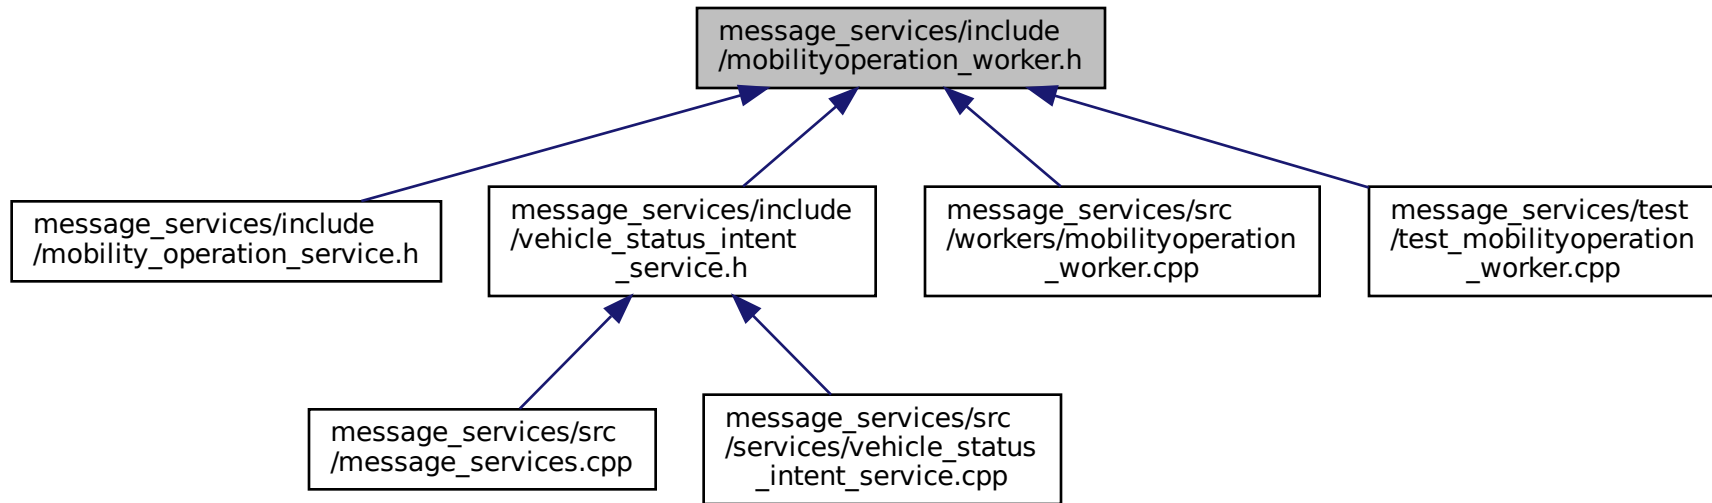 message_services/include
/mobilityoperation_worker.h
message_services/include
/mobility_operation_service.h
message_services/include
/vehicle_status_intent
_service.h
message_services/src
/workers/mobilityoperation
_worker.cpp
message_services/test
/test_mobilityoperation
_worker.cpp
message_services/src
/message_services.cpp
message_services/src
/services/vehicle_status
_intent_service.cpp